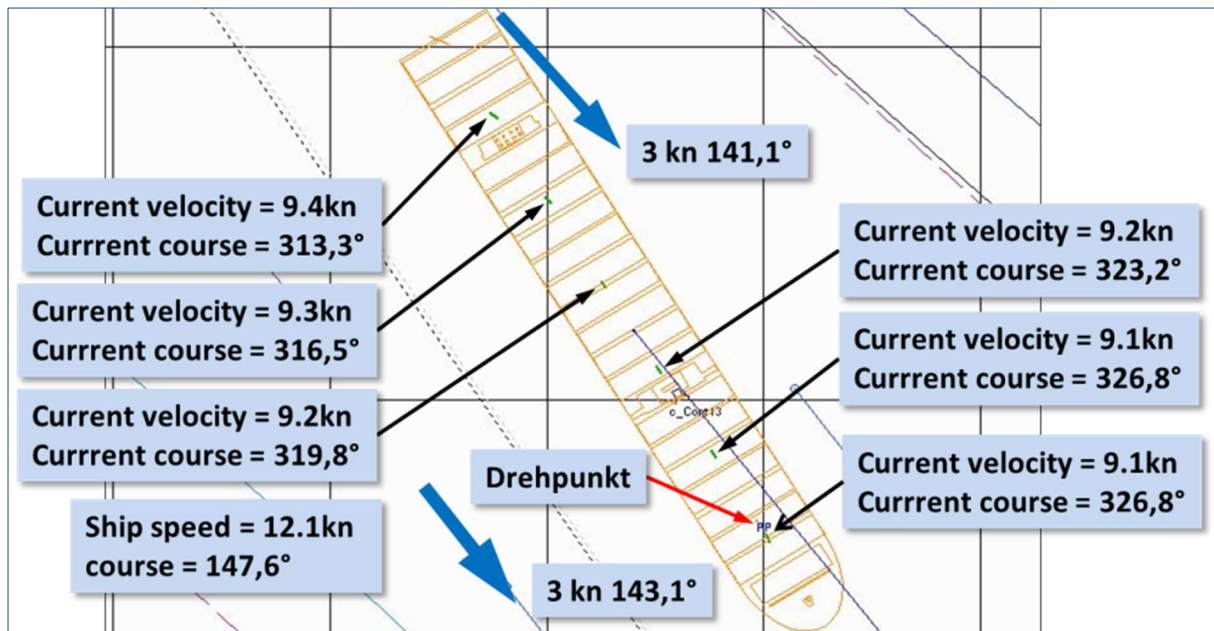 3 kn 141,1°
Current velocity = 9.4kn
Currrent course = 313,3°
Current velocity = 9.2kn
Currrent course = 323,2°
Current velocity = 9.3kn
Currrent course = 316,5°
Current velocity = 9.1kn
Currrent course = 326,8°
Current velocity = 9.2kn
Currrent course = 319,8°
c_Cont13
Drehpunkt
Current velocity = 9.1kn
Currrent course = 326,8°
PP
Ship speed = 12.1kn
course = 147,6°
3 kn 143,1°